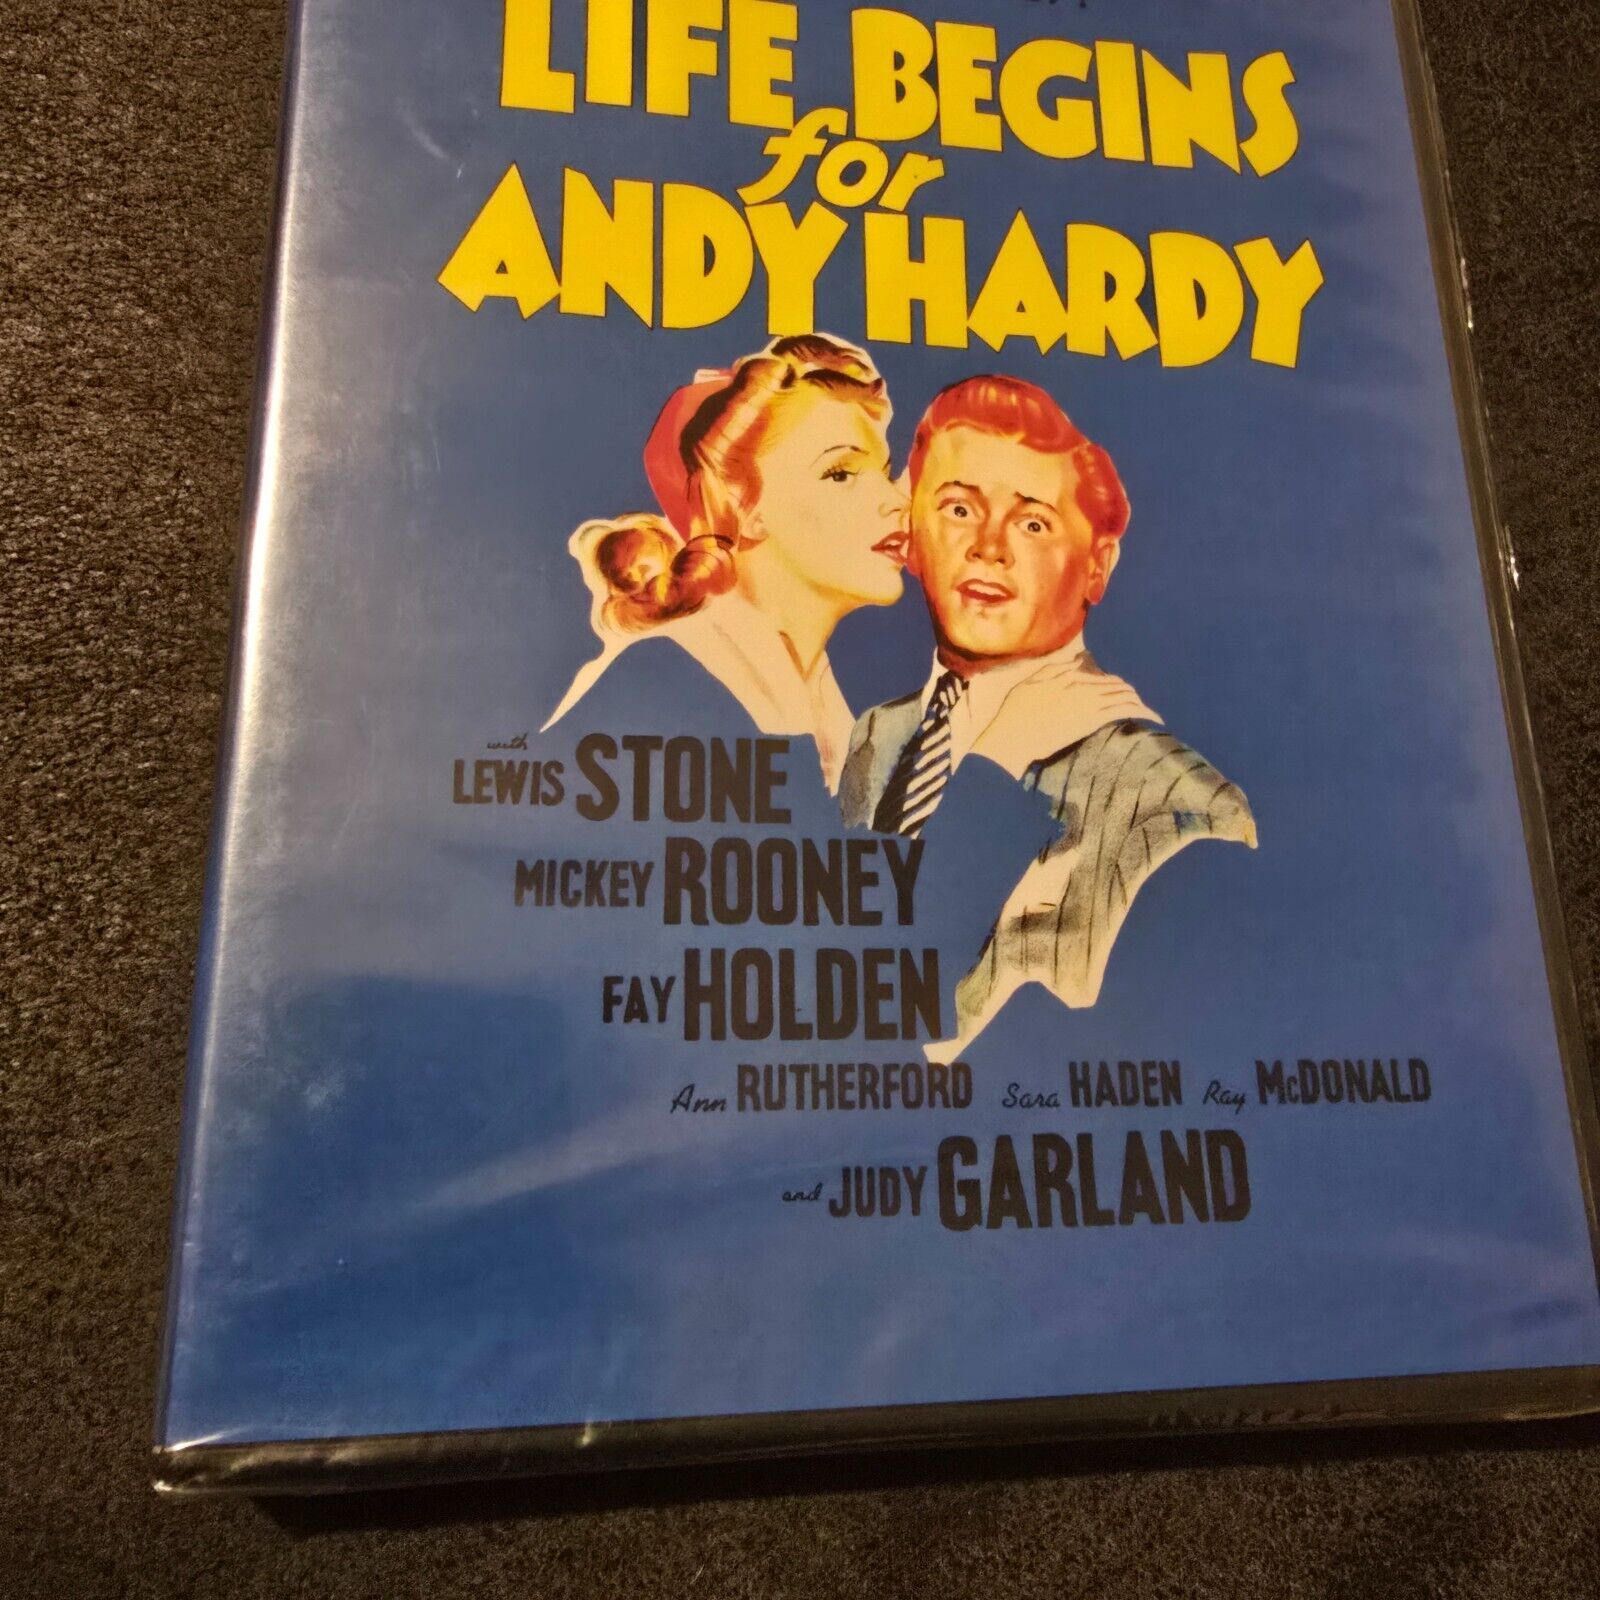 LIFE BEGINS
for
ANDY HARDY
with
LEWIS STONE
MICKEY ROONEY
FAY HOLDEN
Ann RUTHERFORD Sara HADEN Ray McDONALD
and JUDY GARLAND